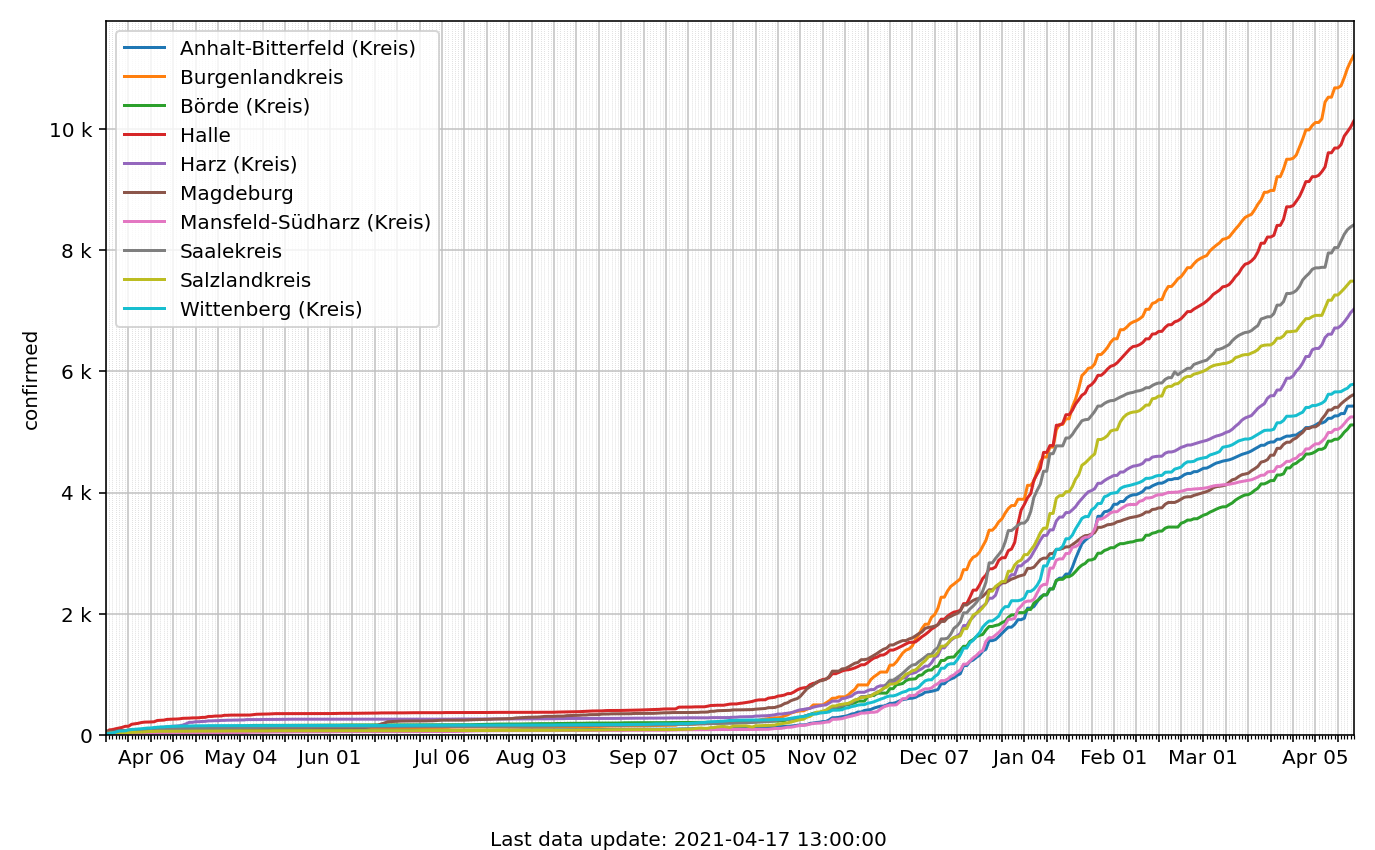 Anhalt-Bitterfeld (Kreis)
Burgenlandkreis
Börde (Kreis)
Halle
Harz (Kreis)
Magdeburg
Mansfeld-Südharz (Kreis)
Saalekreis
Salzlandkreis
Wittenberg (Kreis)
10 k
8 k
6 k
4 k
2 k
0
confirmed
Apr 06 May 04 Jun 01 Jul 06 Aug 03 Sep 07 Oct 05 Nov 02 Dec 07 Jan 04 Feb 01 Mar 01 Apr 05
Last data update: 2021-04-17 13:00:00